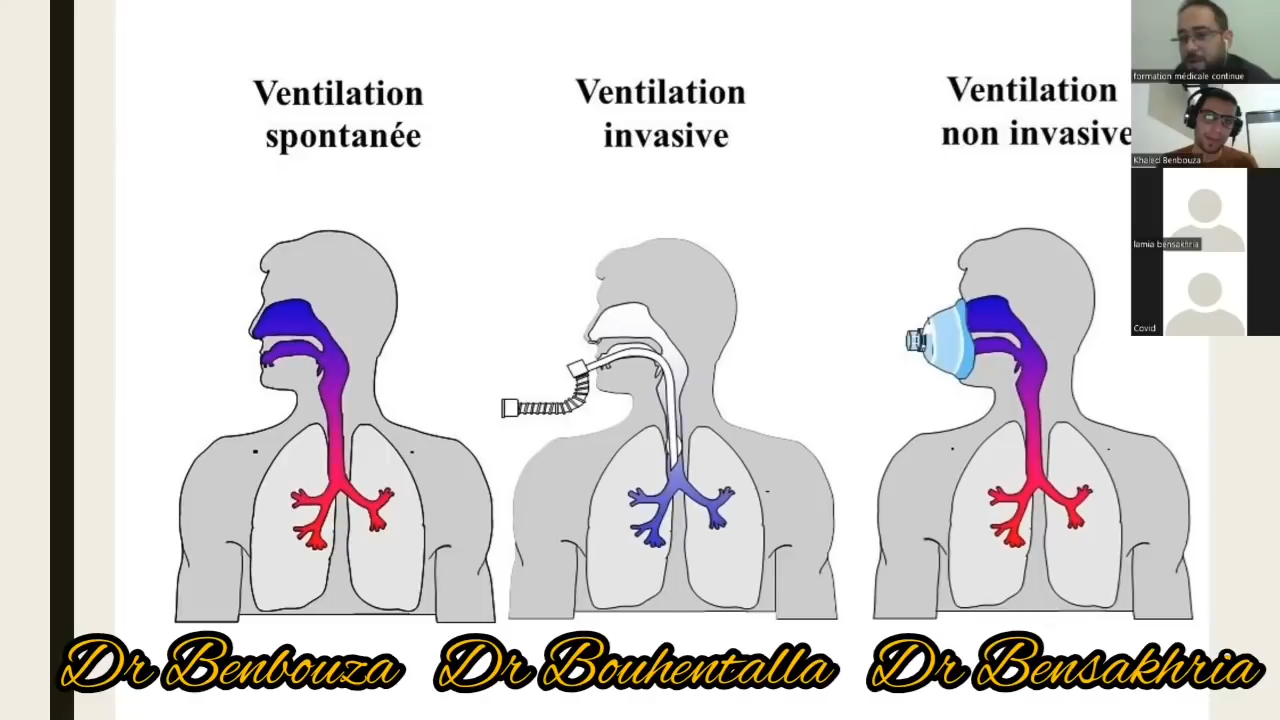 Ventilation
spontanée
Ventilation
invasive
Ventilation
non invasive
formation médicale continue
Khaled Benbouza
lamia bensakhria
Covid
Dr Benbouza
Dr Bouhentalla
Dr Bensakhria